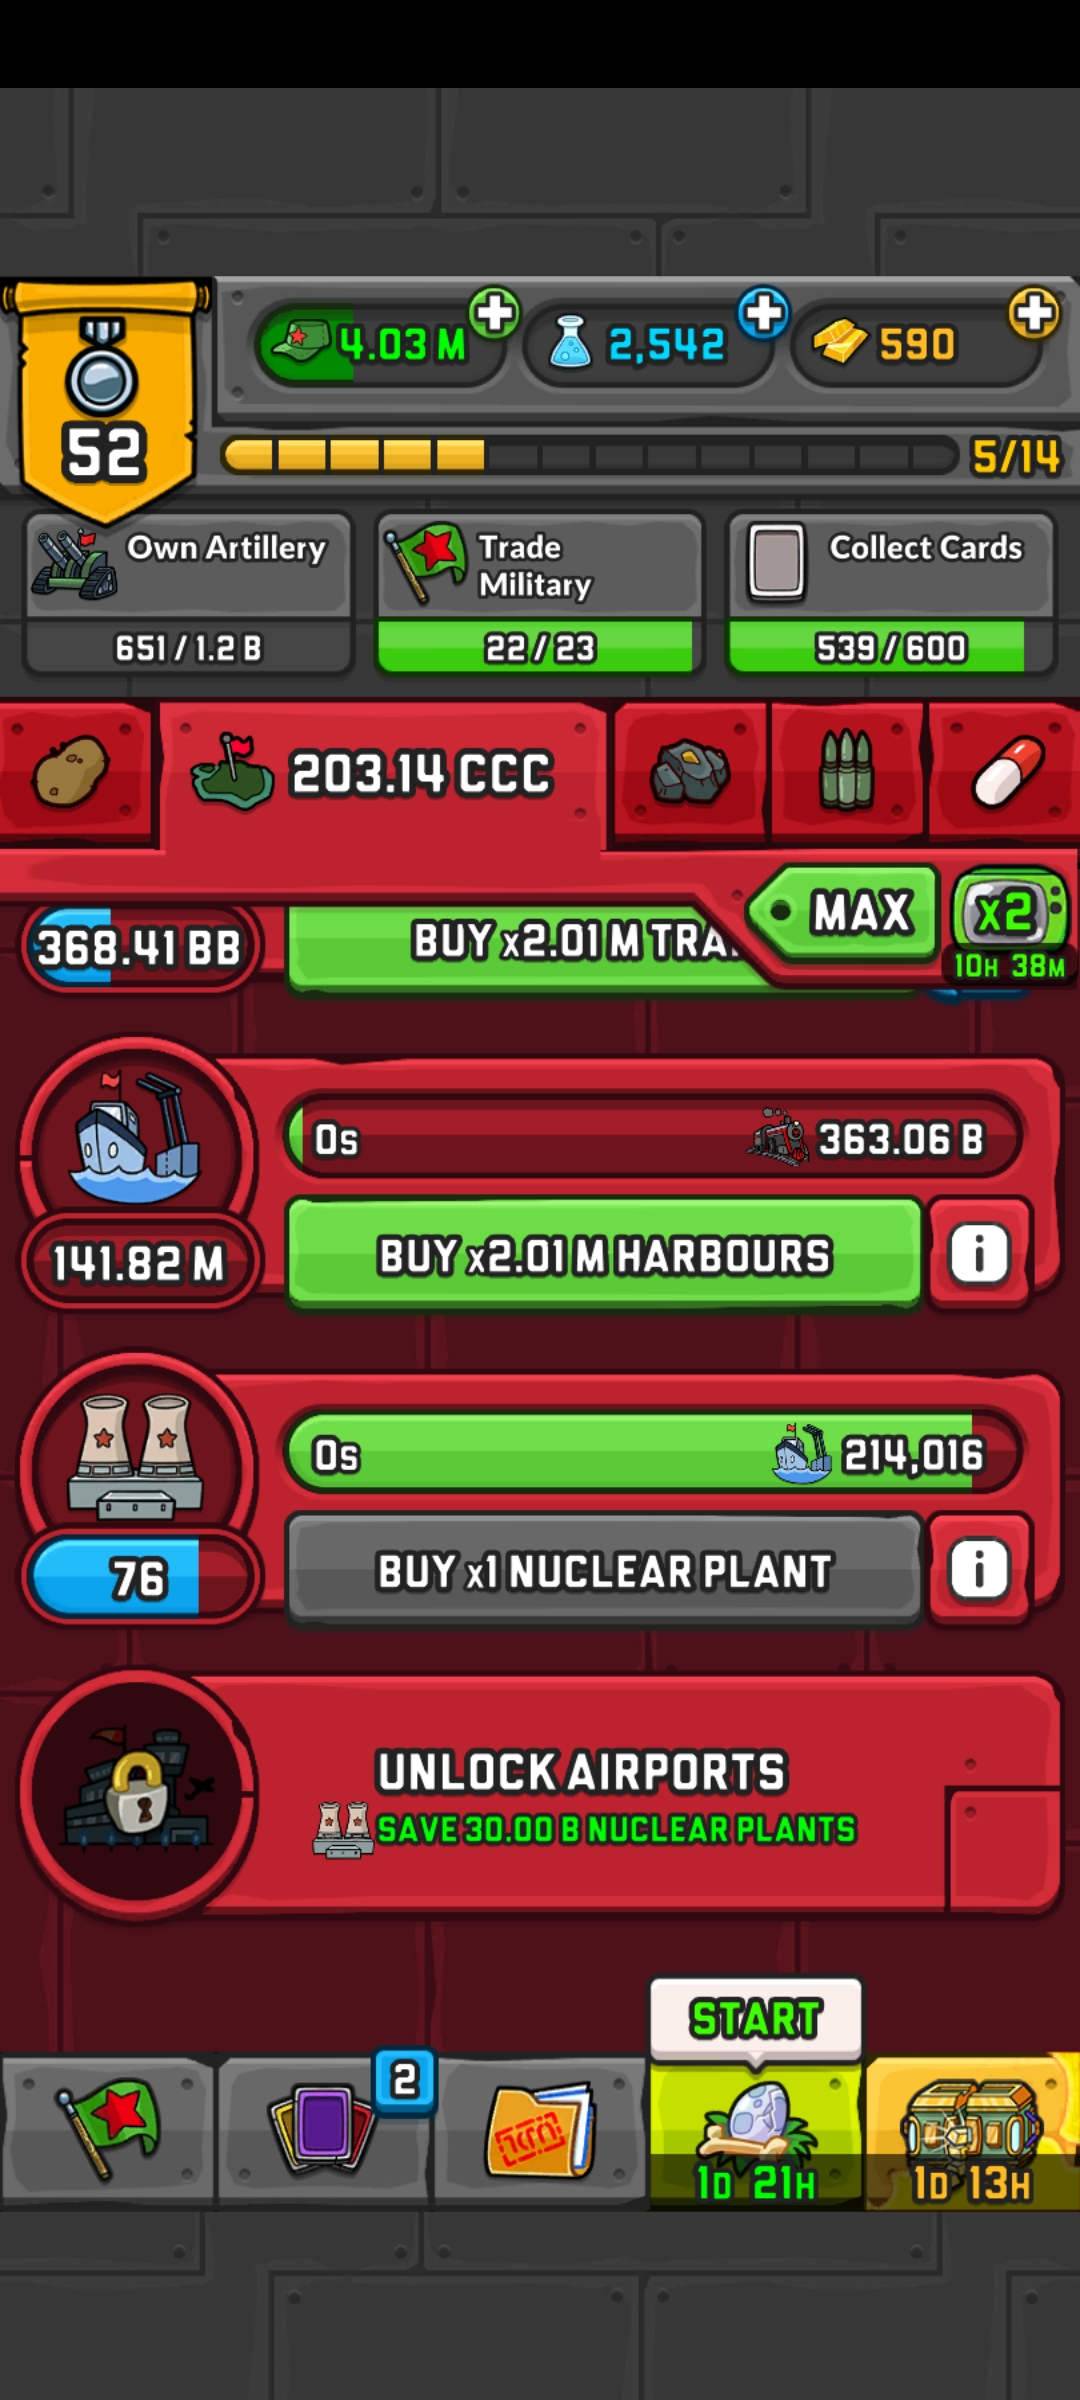 4.03 M
2,542
590
52
5/14
Own Artillery
651 / 1.2 B
Trade
Military
22 / 23
Collect Cards
539 / 600
203.14 CCC
MAX
x2
10H 38M
368.41 BB
BUY x2.01 M TRA
0s
363.06 B
141.82 M
BUY x2.01 M HARBOURS
i
0s
214,016
76
BUY x1 NUCLEAR PLANT
i
UNLOCK AIRPORTS
SAVE 30.00 B NUCLEAR PLANTS
START
2
1D 21H
1D 13H